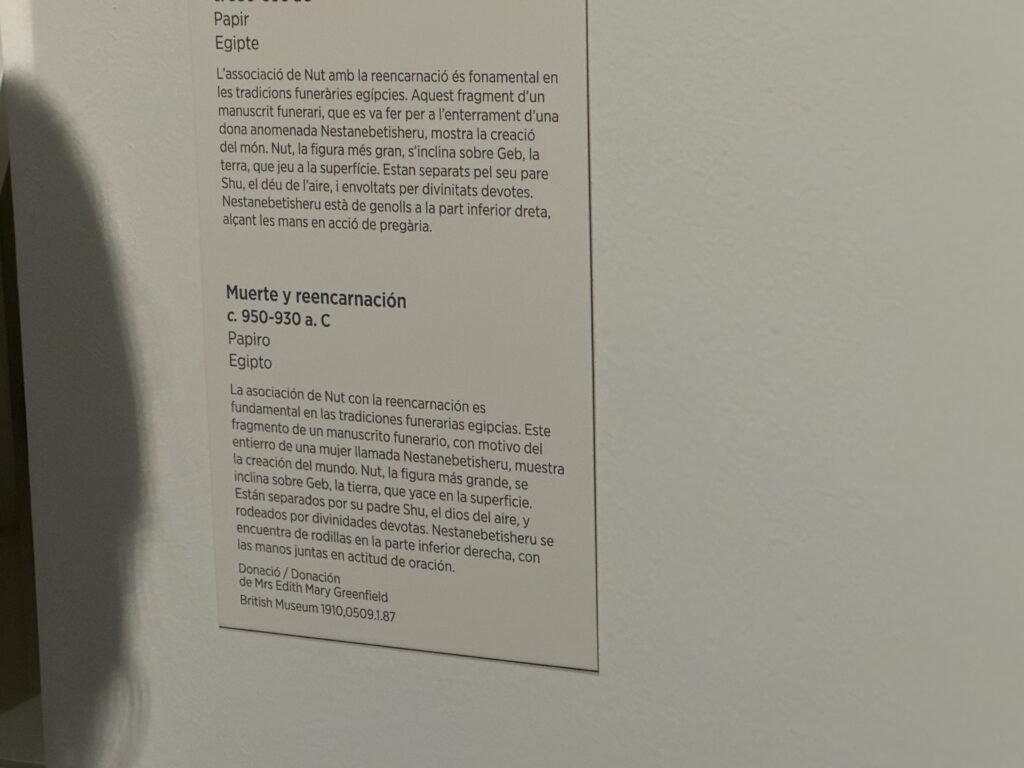 Papir
Egipte
L'associació de Nut amb la reencarnació és fonamental en
les tradicions funeràries egípcies. Aquest fragment d'un
manuscrit funerari, que es va fer per a l'enterrament d'una
dona anomenada Nestanebetisheru, mostra la creació
del món. Nut, la figura més gran, s'inclina sobre Geb, la
terra, que jeu a la superfície. Estan separats pel seu pare
Shu, el déu de l'aire, i envoltats per divinitats devotes.
Nestanebetisheru està de genolls a la part inferior dreta,
alçant les mans en acció de pregària.
Muerte y reencarnación
c. 950-930 a. C
Papiro
Egipto
La asociación de Nut con la reencarnación es
fundamental en las tradiciones funerarias egipcias. Este
fragmento de un manuscrito funerario, con motivo del
entierro de una mujer llamada Nestanebetisheru, muestra
la creación del mundo. Nut, la figura más grande, se
inclina sobre Geb, la tierra, que yace en la superficie.
Están separados por su padre Shu, el dios del aire, y
rodeados por divinidades devotas. Nestanebetisheru se
encuentra de rodillas en la parte inferior derecha, con
las manos juntas en actitud de oración.
Donació / Donación
de Mrs Edith Mary Greenfield
British Museum 1910,0509.1.87